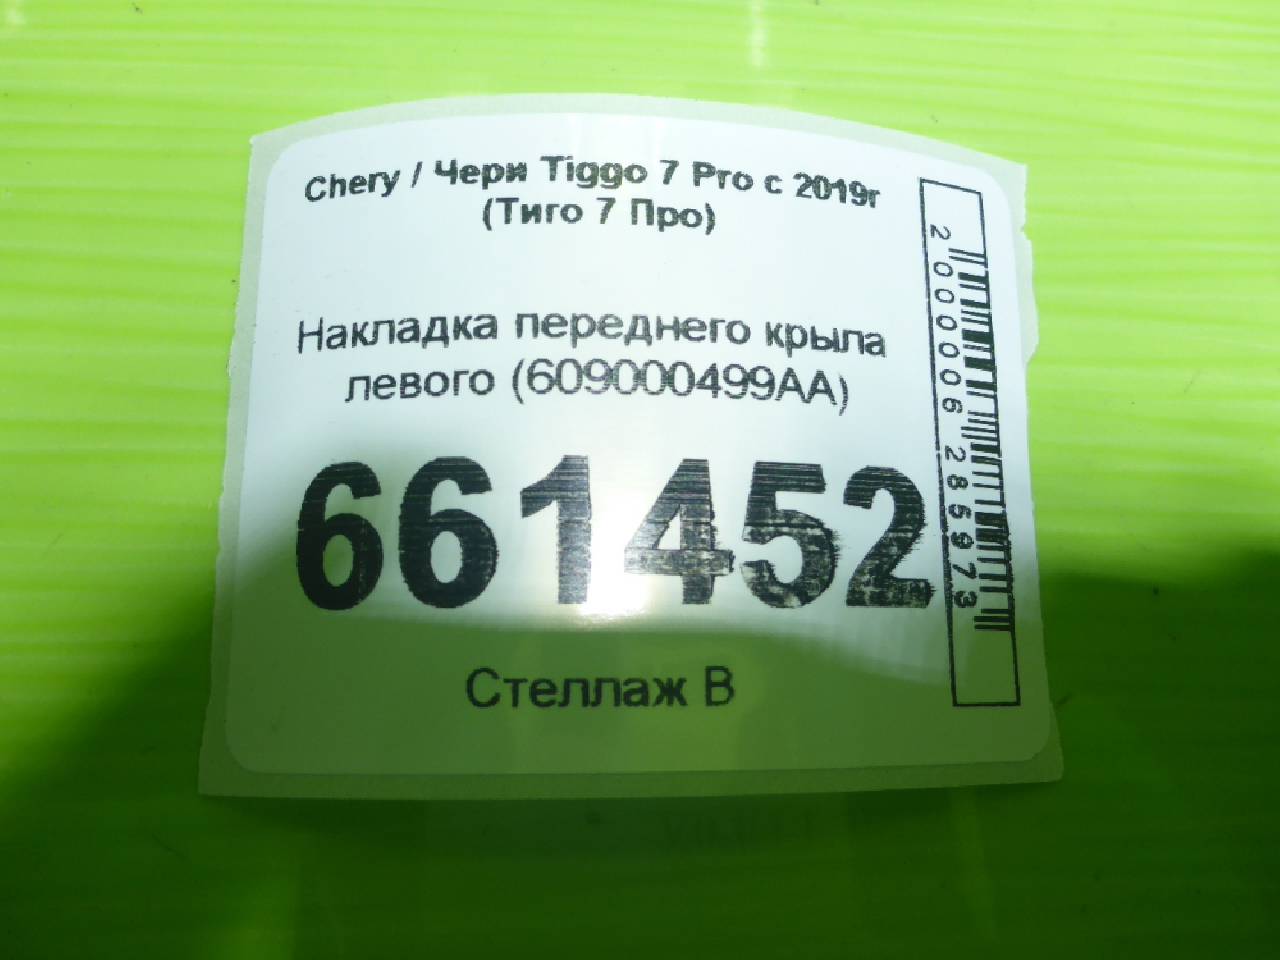 Chery / Чери Tiggo 7 Pro с 2019г
(Тиго 7 Про)
Накладка переднего крыла
левого (609000499AA)
661452
Стеллаж В
2000006285973